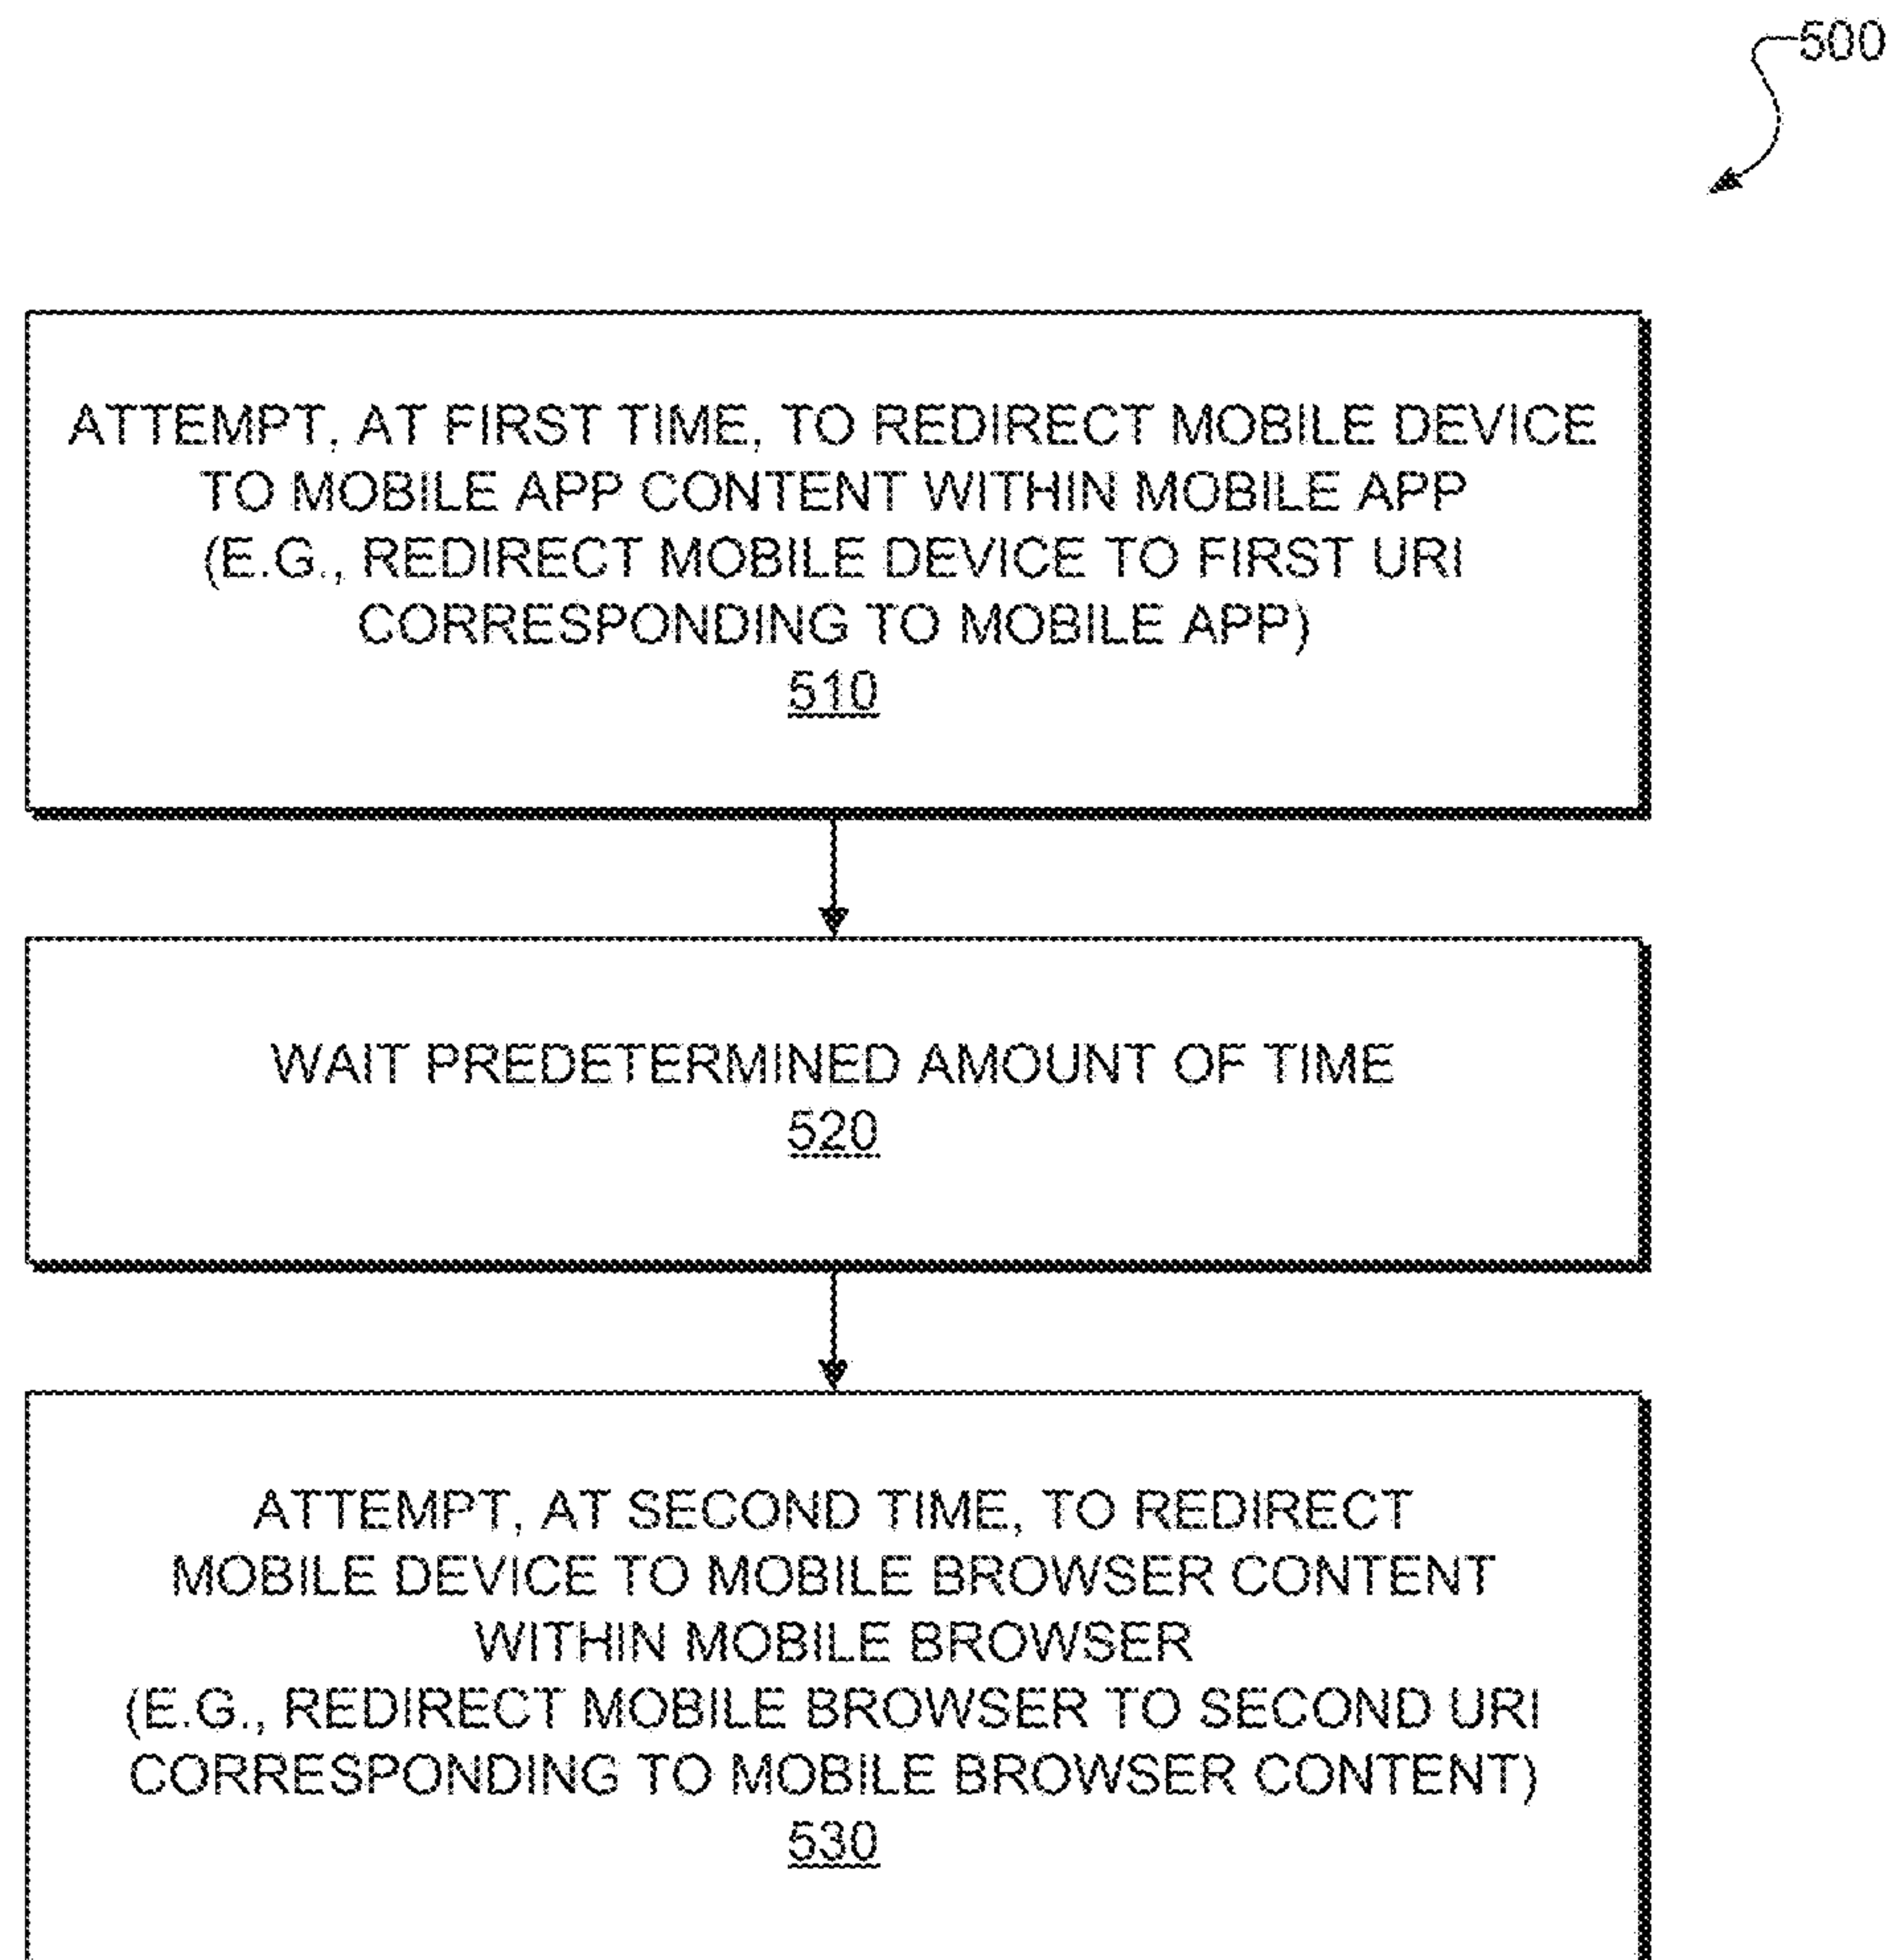 500
ATTEMPT, AT FIRST TIME, TO REDIRECT MOBILE DEVICE
TO MOBILE APP CONTENT WITHIN MOBILE APP
(E.G., REDIRECT MOBILE DEVICE TO FIRST URI
CORRESPONDING TO MOBILE APP)
510
WAIT PREDETERMINED AMOUNT OF TIME
520
ATTEMPT, AT SECOND TIME, TO REDIRECT
MOBILE DEVICE TO MOBILE BROWSER CONTENT
WITHIN MOBILE BROWSER
(E.G., REDIRECT MOBILE BROWSER TO SECOND URI
CORRESPONDING TO MOBILE BROWSER CONTENT)
530